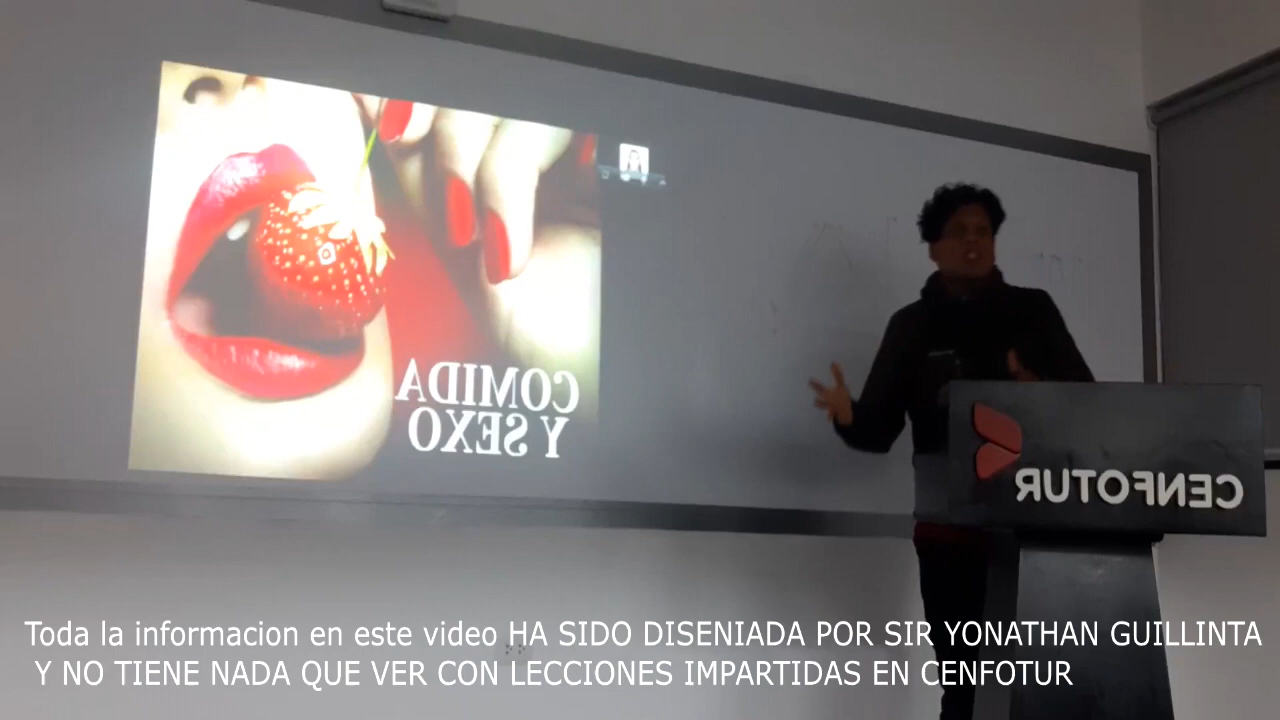 COMIDA
Y SEXO
CENFOTUR
Toda la informacion en este video HA SIDO DISENIADA POR SIR YONATHAN GUILLINTA
Y NO TIENE NADA QUE VER CON LECCIONES IMPARTIDAS EN CENFOTUR